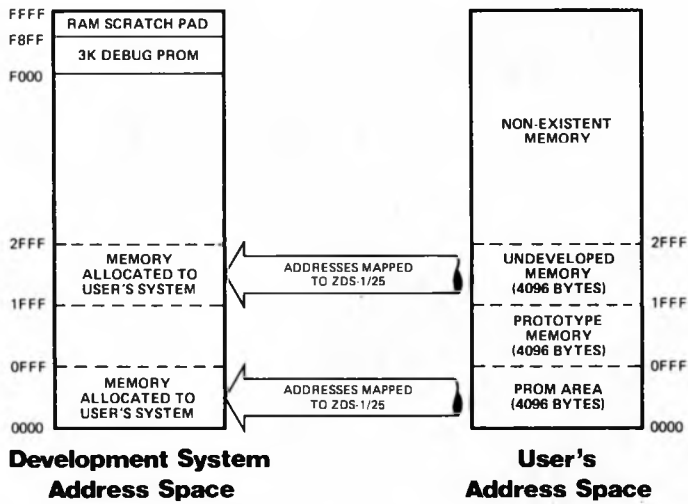 FFFF
RAM SCRATCH PAD
F8FF
3K DEBUG PROM
F000
2FFF
MEMORY
ALLOCATED TO
USER'S SYSTEM
1FFF
0FFF
MEMORY
ALLOCATED TO
USER'S SYSTEM
0000
Development System
Address Space
ADDRESSES MAPPED
TO ZDS-1/25
ADDRESSES MAPPED
TO ZDS-1/25
NON-EXISTENT
MEMORY
2FFF
UNDEVELOPED
MEMORY
(4096 BYTES)
1FFF
PROTOTYPE
MEMORY
(4096 BYTES)
0FFF
PROM AREA
(4096 BYTES)
0000
User's
Address Space